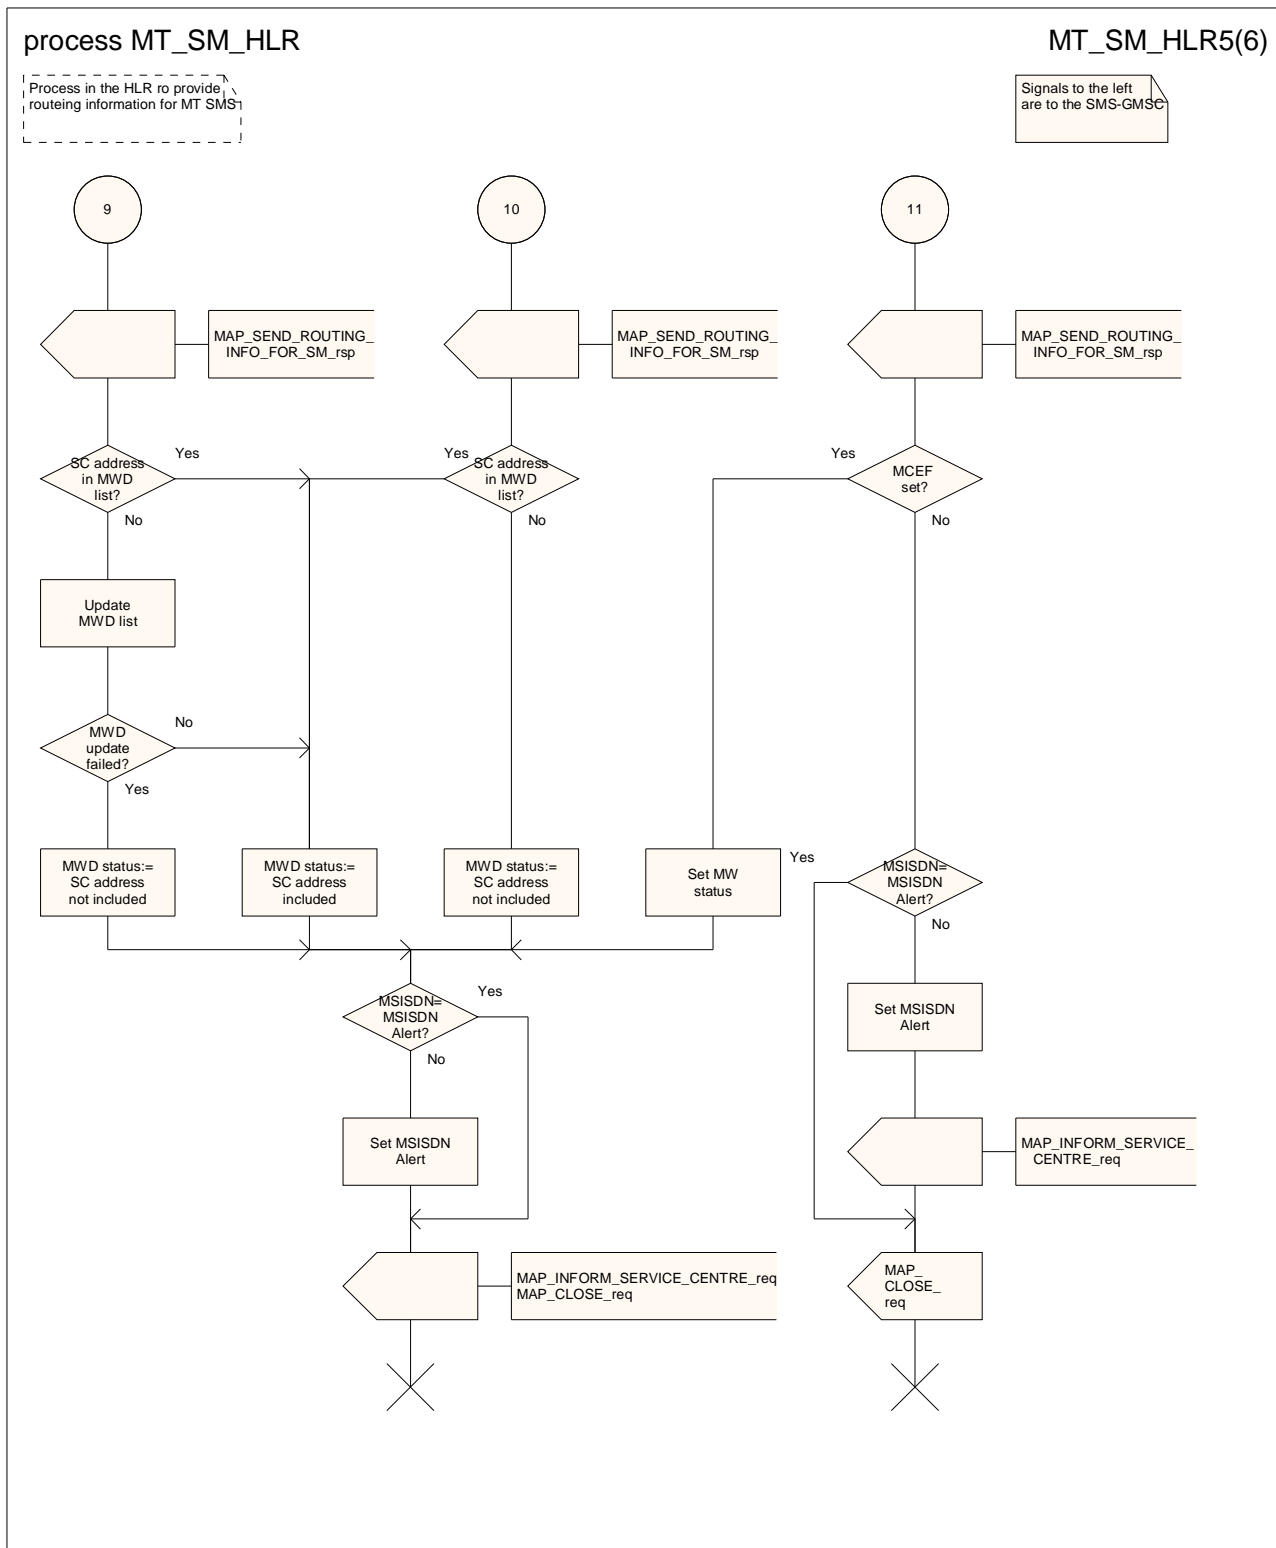 process MT_SM_HLR
MT_SM_HLR5(6)
Process in the HLR ro provide
routeing information for MT SMS
Signals to the left
are to the SMS-GMSC
9
10
11
MAP_SEND_ROUTING_
INFO_FOR_SM_rsp
MAP_SEND_ROUTING_
INFO_FOR_SM_rsp
MAP_SEND_ROUTING_
INFO_FOR_SM_rsp
SC address
in MWD
list?
Yes
No
Yes
SC address
in MWD
list?
No
Yes
MCEF
set?
No
Update
MWD list
MWD
update
failed?
No
Yes
MWD status:=
SC address
not included
MWD status:=
SC address
included
MWD status:=
SC address
not included
Set MW
status
Yes
MSISDN=
MSISDN
Alert?
No
MSISDN=
MSISDN
Alert?
Yes
No
Set MSISDN
Alert
Set MSISDN
Alert
MAP_INFORM_SERVICE_
CENTRE_req
MAP_INFORM_SERVICE_CENTRE_req
MAP_CLOSE_req
MAP_
CLOSE_
req